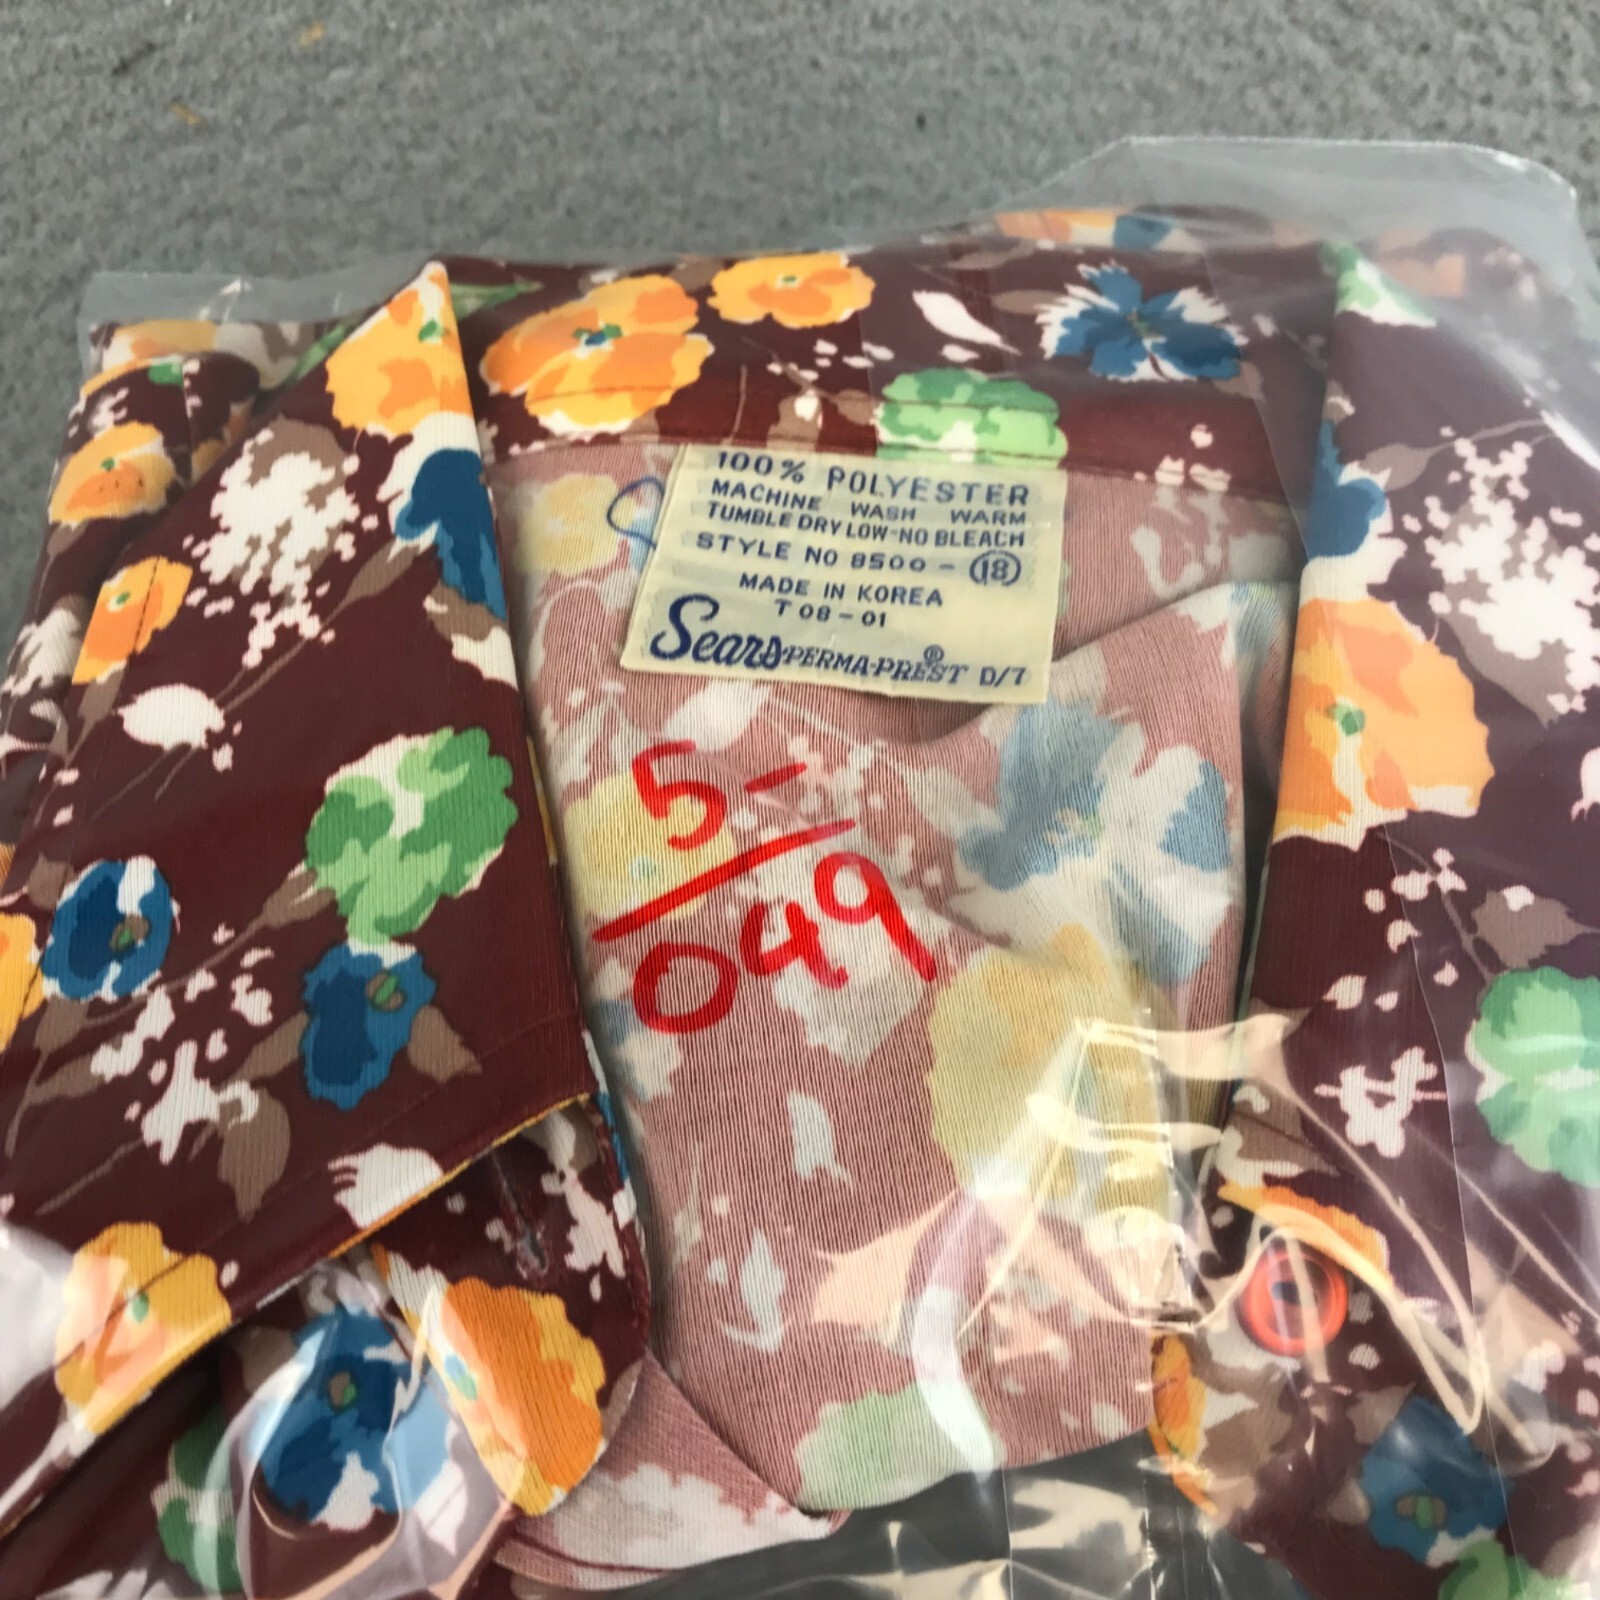 100% POLYESTER
MACHINE WASH WARM
TUMBLE DRY LOW-NO BLEACH
STYLE NO 8500-18
MADE IN KOREA
T 08-01
Sears PERMA-PREST® D/7
5-
049